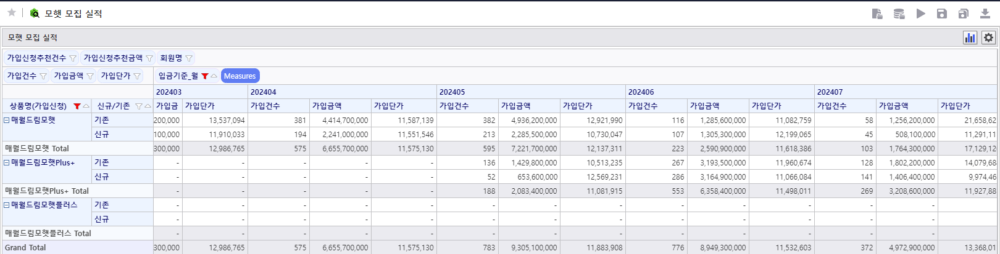 모햇 모집 실적
모햇 모집 실적
가입신청추천건수 가입신청추천금액 회원명
가입건수 가입금액 가입단가 입금기준_월 Measures
202403 202404 202405 202406 202407
상품명(가입신청) 신규/기존 가입금 가입단가 가입건수 가입금액 가입단가 가입건수 가입금액 가입단가 가입건수 가입금액 가입단가 가입건수 가입금액 가입단가
매월드림모햇 기존 200,000 13,537,094 381 4,414,700,000 11,587,139 382 4,936,200,000 12,921,990 116 1,285,600,000 11,082,759 58 1,256,200,000 21,658,62
신규 100,000 11,910,033 194 2,241,000,000 11,551,546 213 2,285,500,000 10,730,047 107 1,305,300,000 12,199,065 45 508,100,000 11,291,11
매월드림모햇 Total 300,000 12,986,765 575 6,655,700,000 11,575,130 595 7,221,700,000 12,137,311 223 2,590,900,000 11,618,386 103 1,764,300,000 17,129,12
매월드림모햇Plus+ 기존 - - - - - 136 1,429,800,000 10,513,235 267 3,193,500,000 11,960,674 128 1,802,200,000 14,079,68
신규 - - - - - 52 653,600,000 12,569,231 286 3,164,900,000 11,066,084 141 1,406,400,000 9,974,46
매월드림모햇Plus+ Total - - - - - 188 2,083,400,000 11,081,915 553 6,358,400,000 11,498,011 269 3,208,600,000 11,927,88
매월드림모햇플러스 기존 - - - - - - - - - - - - -
신규 - - - - - - - - - - - - -
매월드림모햇플러스 Total - - - - - - - - - - - - -
Grand Total 300,000 12,986,765 575 6,655,700,000 11,575,130 783 9,305,100,000 11,883,908 776 8,949,300,000 11,532,603 372 4,972,900,000 13,368,01